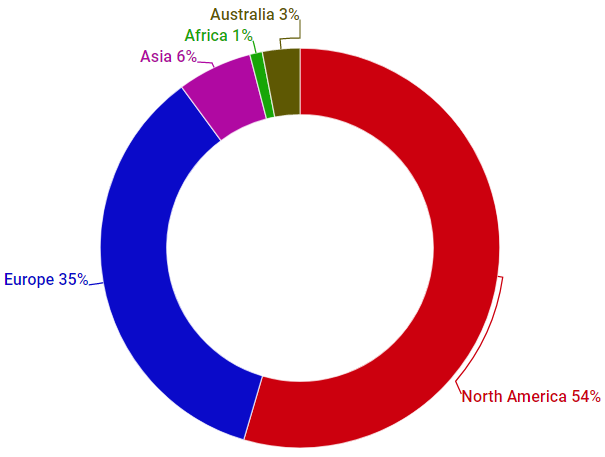 Australia 3%
Africa 1%
Asia 6%
Europe 35%
North America 54%